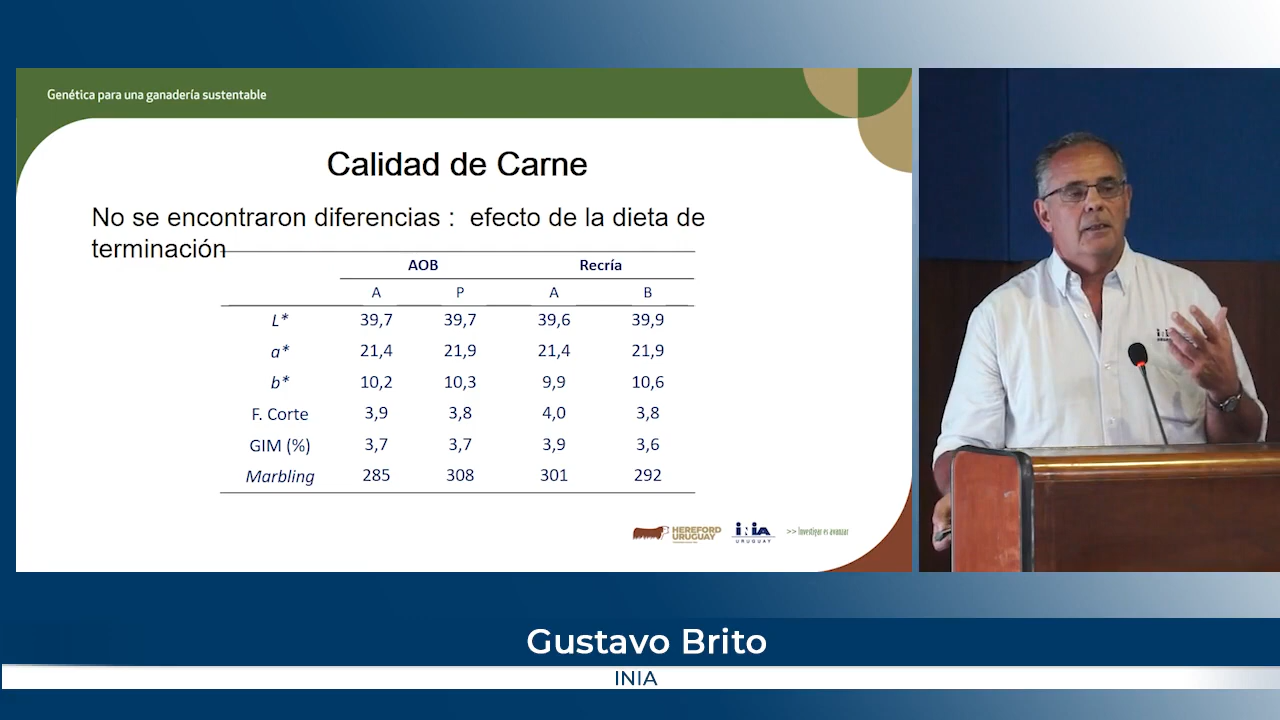 Genética para una ganadería sustentable
Calidad de Carne
No se encontraron diferencias : efecto de la dieta de
terminación
AOB Recría
A P A B
L* 39,7 39,7 39,6 39,9
a* 21,4 21,9 21,4 21,9
b* 10,2 10,3 9,9 10,6
F. Corte 3,9 3,8 4,0 3,8
GIM (%) 3,7 3,7 3,9 3,6
Marbling 285 308 301 292
HEREFORD
URUGUAY
INIA
URUGUAY
>> Investigar es avanzar
Gustavo Brito
INIA